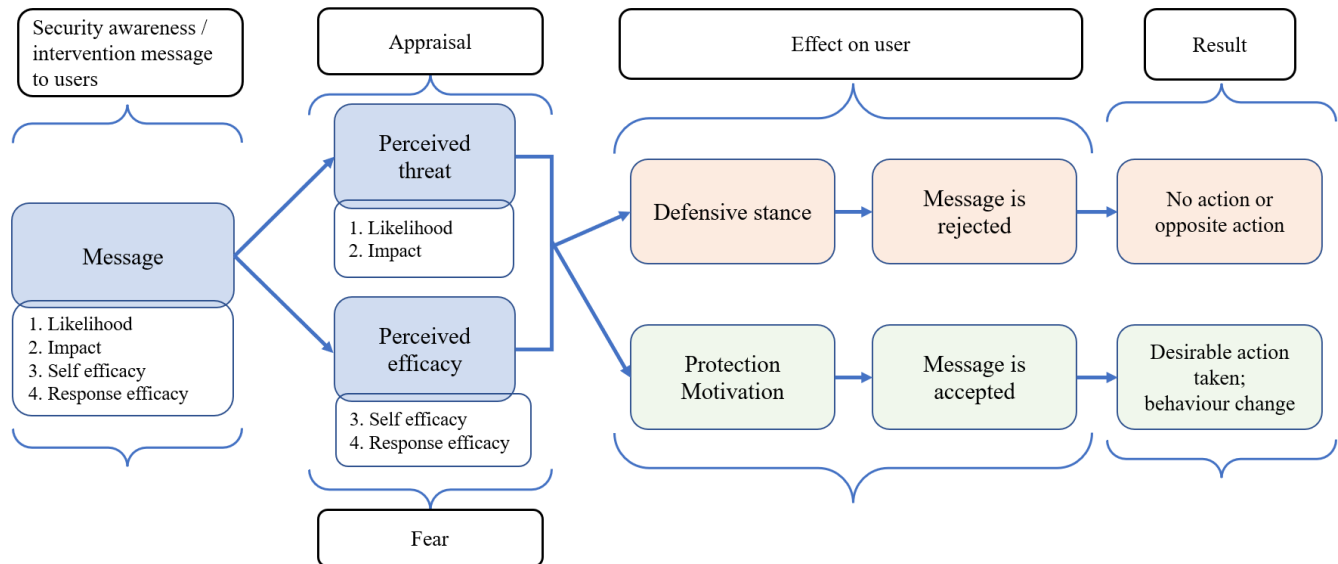 Security awareness /
intervention message
to users
Appraisal
Effect on user
Result
Message
1. Likelihood
2. Impact
3. Self efficacy
4. Response efficacy
Perceived
threat
1. Likelihood
2. Impact
Perceived
efficacy
3. Self efficacy
4. Response efficacy
Fear
Defensive stance
Message is
rejected
No action or
opposite action
Protection
Motivation
Message is
accepted
Desirable action
taken;
behaviour change